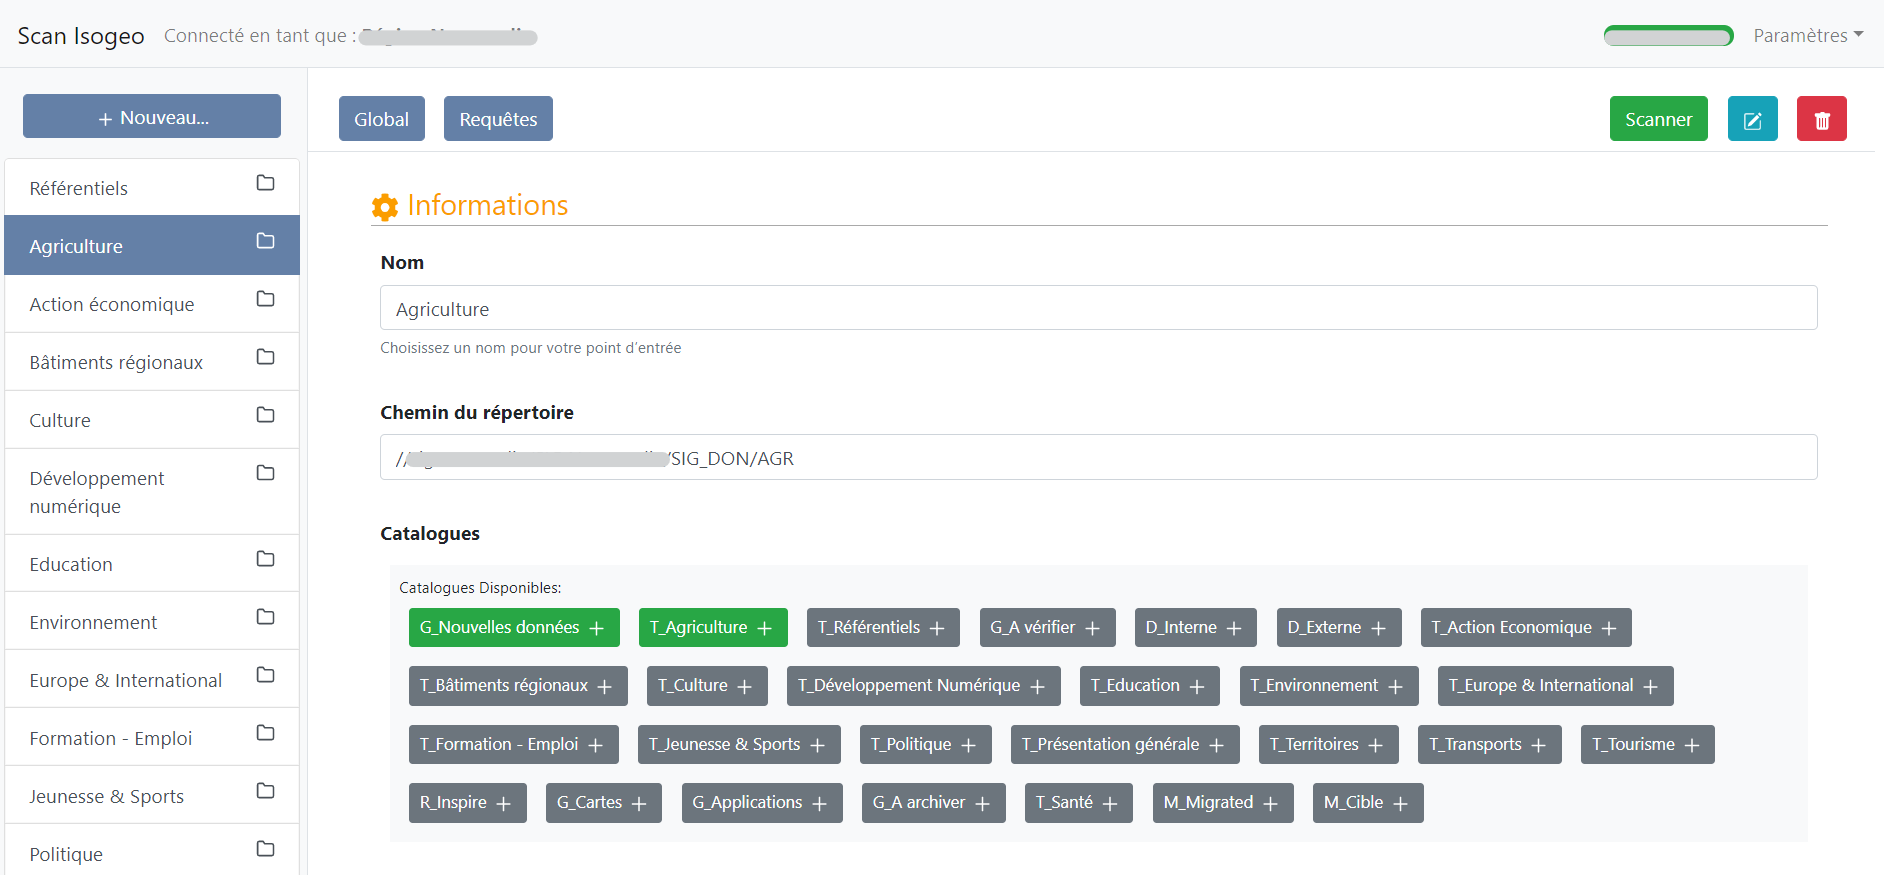 Scan Isogeo Connecté en tant que : Paramètres
+ Nouveau...
Global Requêtes Scanner
Référentiels
Agriculture
Action économique
Bâtiments régionaux
Culture
Développement
numérique
Education
Environnement
Europe & International
Formation - Emploi
Jeunesse & Sports
Politique
Informations
Nom
Agriculture
Choisissez un nom pour votre point d’entrée
Chemin du répertoire
// /SIG_DON/AGR
Catalogues
Catalogues Disponibles:
G_Nouvelles données + T_Agriculture + T_Référentiels + G_A vérifier + D_Interne + D_Externe + T_Action Economique +
T_Bâtiments régionaux + T_Culture + T_Développement Numérique + T_Education + T_Environnement + T_Europe & International +
T_Formation - Emploi + T_Jeunesse & Sports + T_Politique + T_Présentation générale + T_Territoires + T_Transports + T_Tourisme +
R_Inspire + G_Cartes + G_Applications + G_A archiver + T_Santé + M_Migrated + M_Cible +